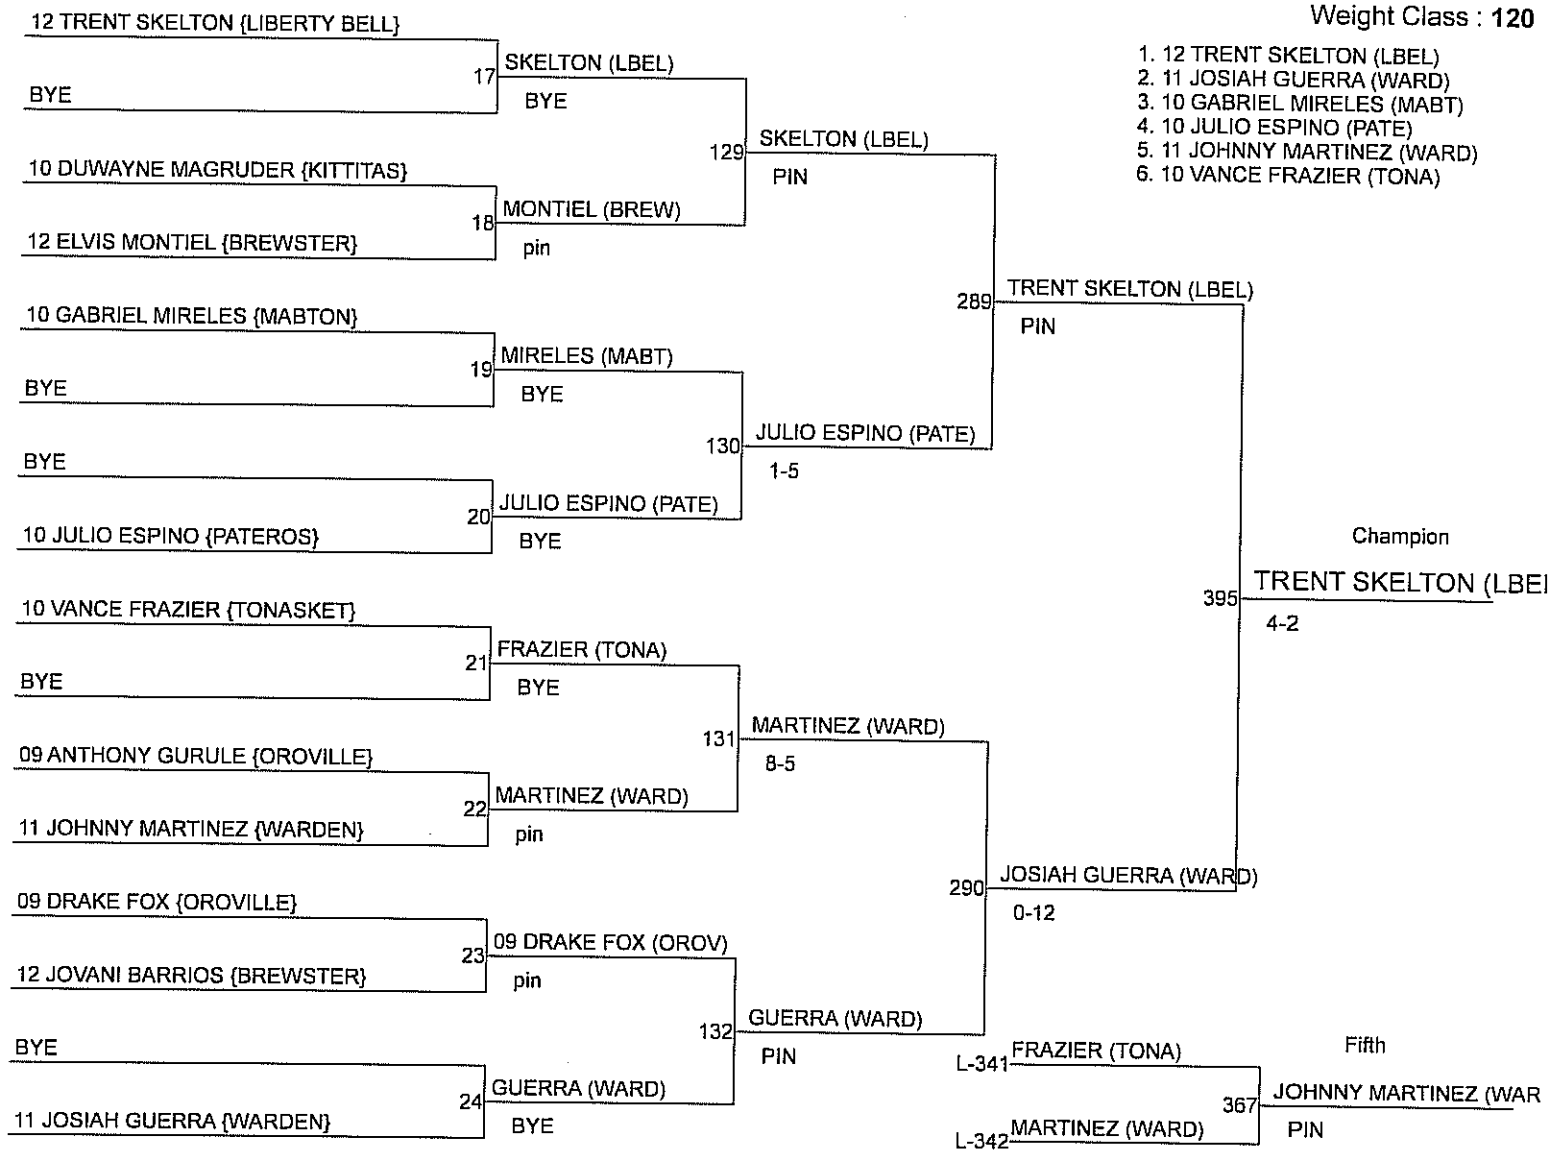 Weight Class : 120
1. 12 TRENT SKELTON (LBEL)
2. 11 JOSIAH GUERRA (WARD)
3. 10 GABRIEL MIRELES (MABT)
4. 10 JULIO ESPINO (PATE)
5. 11 JOHNNY MARTINEZ (WARD)
6. 10 VANCE FRAZIER (TONA)
12 TRENT SKELTON {LIBERTY BELL}
BYE
10 DUWAYNE MAGRUDER {KITTITAS}
12 ELVIS MONTIEL {BREWSTER}
10 GABRIEL MIRELES {MABTON}
BYE
BYE
10 JULIO ESPINO {PATEROS}
10 VANCE FRAZIER {TONASKET}
BYE
09 ANTHONY GURULE {OROVILLE}
11 JOHNNY MARTINEZ {WARDEN}
09 DRAKE FOX {OROVILLE}
12 JOVANI BARRIOS {BREWSTER}
BYE
11 JOSIAH GUERRA {WARDEN}
17 SKELTON (LBEL)
BYE
18 MONTIEL (BREW)
pin
19 MIRELES (MABT)
BYE
20 JULIO ESPINO (PATE)
BYE
21 FRAZIER (TONA)
BYE
22 MARTINEZ (WARD)
pin
23 09 DRAKE FOX (OROV)
pin
24 GUERRA (WARD)
BYE
129 SKELTON (LBEL)
PIN
130 JULIO ESPINO (PATE)
1-5
131 MARTINEZ (WARD)
8-5
132 GUERRA (WARD)
PIN
289 TRENT SKELTON (LBEL)
PIN
290 JOSIAH GUERRA (WARD)
0-12
Champion
395 TRENT SKELTON (LBEL
4-2
L-341 FRAZIER (TONA)
L-342 MARTINEZ (WARD)
Fifth
367 JOHNNY MARTINEZ (WAR
PIN